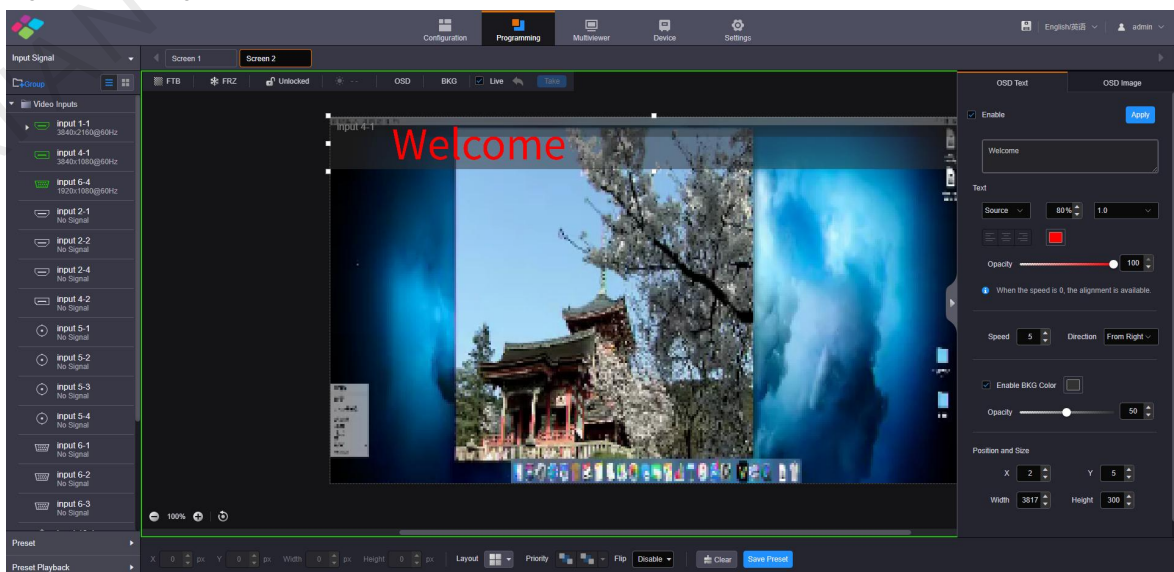 Configuration
Programming
Multiviewer
Device
Settings
English/英语
admin
Input Signal
Screen 1
Screen 2
Group
FTB
FRZ
Unlocked
--
OSD
BKG
Live
Take
OSD Text
OSD Image
Video Inputs
input 1-1
3840x2160@60Hz
input 4-1
3840x1080@60Hz
input 6-4
1920x1080@60Hz
input 2-1
No Signal
input 2-2
No Signal
input 2-4
No Signal
input 4-2
No Signal
input 5-1
No Signal
input 5-2
No Signal
input 5-3
No Signal
input 5-4
No Signal
input 6-1
No Signal
input 6-2
No Signal
input 6-3
No Signal
Preset
Preset Playback
input 4-1
Welcome
100%
Enable
Apply
Welcome
Text
Source
80%
1.0
Opacity
100
When the speed is 0, the alignment is available.
Speed 5
Direction From Right
Enable BKG Color
Opacity
50
Position and Size
X 2
Y 5
Width 3817
Height 300
X 0 px Y 0 px Width 0 px Height 0 px
Layout
Priority
Flip Disable
Clear
Save Preset